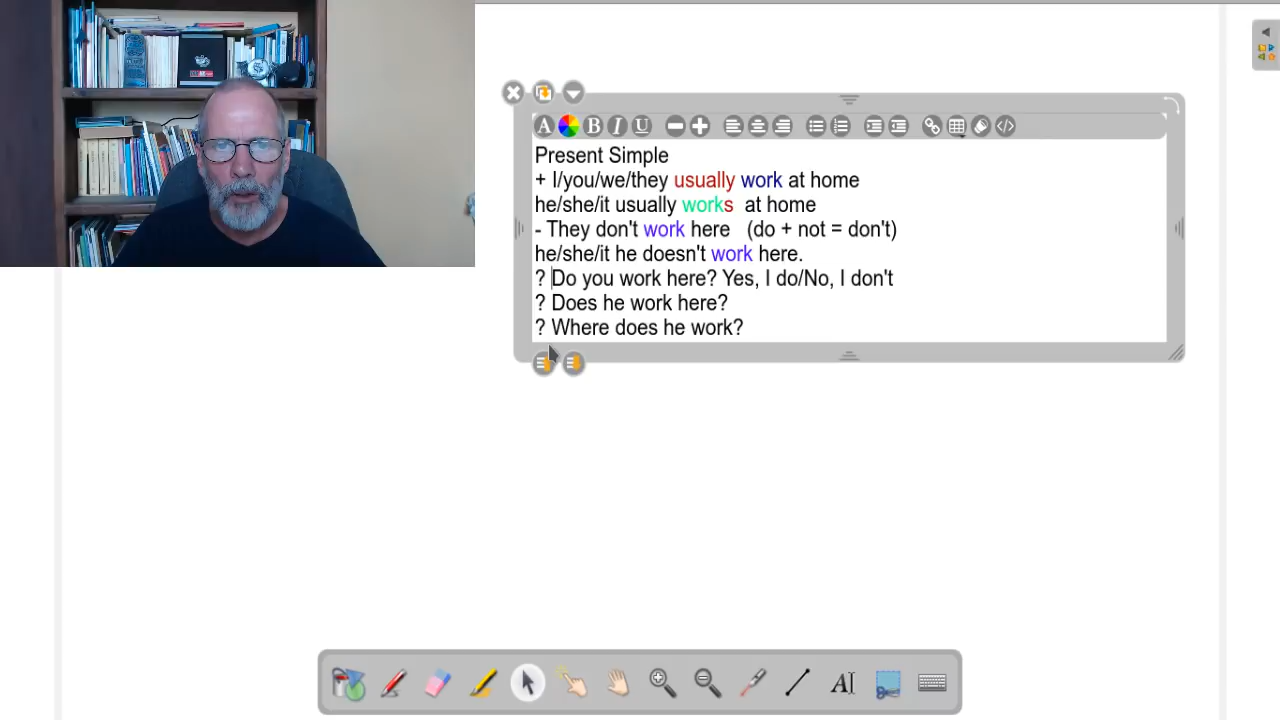 Present Simple
+ I/you/we/they usually work at home
he/she/it usually works  at home
- They don't work here   (do + not = don't)
he/she/it he doesn't work here.
? Do you work here? Yes, I do/No, I don't
? Does he work here?
? Where does he work?